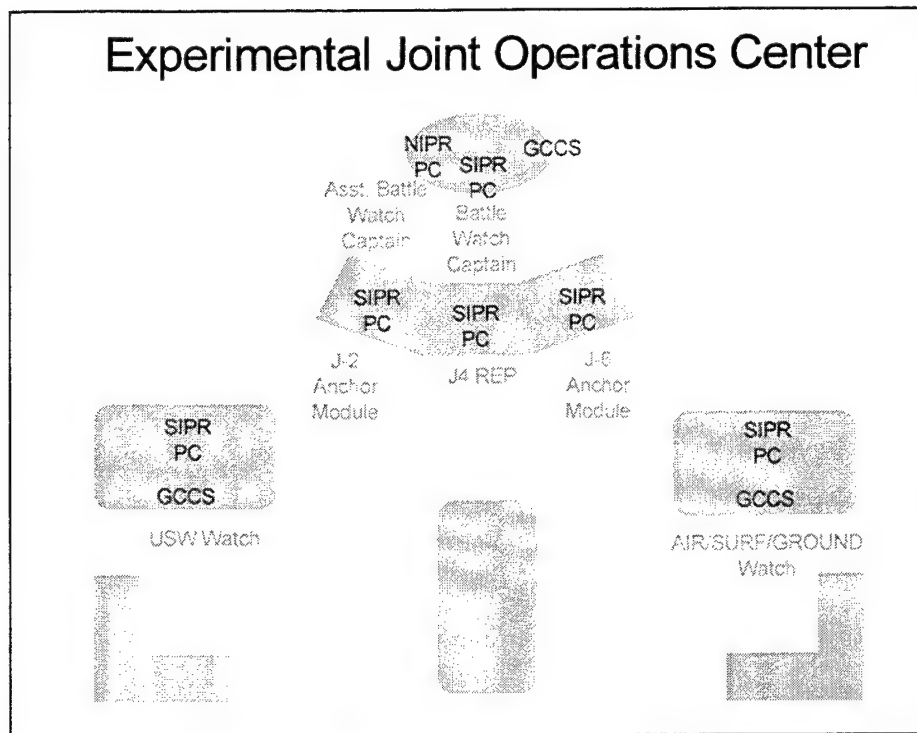 Experimental Joint Operations Center
NIPR
PC
SIPR
PC
GCCS
Asst. Battle
Watch
Captain
Battle
Watch
Captain
SIPR
PC
SIPR
PC
SIPR
PC
J-2
Anchor
Module
J4 REP
J-6
Anchor
Module
SIPR
PC
GCCS
USW Watch
SIPR
PC
GCCS
AIR/SURF/GROUND
Watch